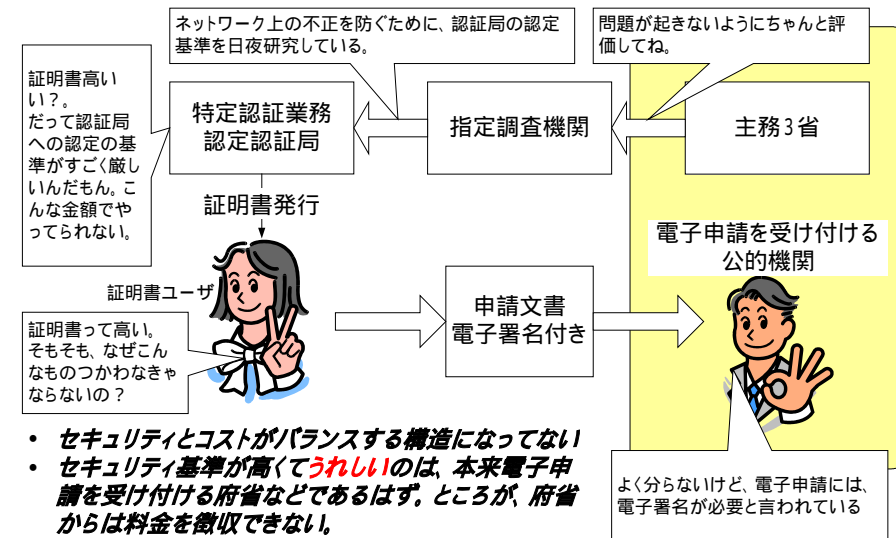 ネットワーク上の不正を防ぐために、認証局の認定
基準を日夜研究している。
問題が起きないようにちゃんと評
価してね。
証明書高い
い？。
だって認証局
への認定の基
準がすごく厳し
いんだもん。こ
んな金額でや
ってられない。
特定認証業務
認定認証局
指定調査機関
主務3省
証明書発行
電子申請を受け付ける
公的機関
証明書ユーザ
申請文書
電子署名付き
証明書って高い。
そもそも、なぜこん
なものつかわなきゃ
ならないの？
• セキュリティとコストがバランスする構造になってない
• セキュリティ基準が高くてうれしいのは、本来電子申
請を受け付ける府省などであるはず。ところが、府省
からは料金を徴収できない。
よく分らないけど、電子申請には、
電子署名が必要と言われている